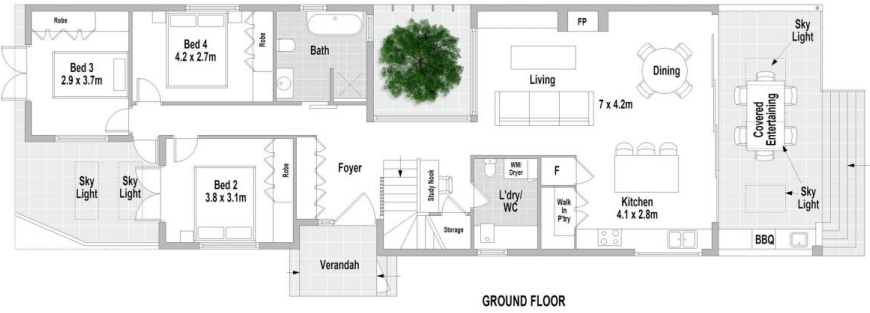 Robe
Bed 3
2.9 x 3.7m
Bed 4
4.2 x 2.7m
Robe
Bath
FP
Living
Dining
7 x 4.2m
Sky
Light
Covered
Entertaining
Sky
Light
Sky
Light
Sky
Light
Bed 2
3.8 x 3.1m
Robe
Foyer
Study Nook
Storage
WM/
Dryer
L'dry/
WC
F
Walk
In
P'try
Kitchen
4.1 x 2.8m
BBQ
Verandah
GROUND FLOOR